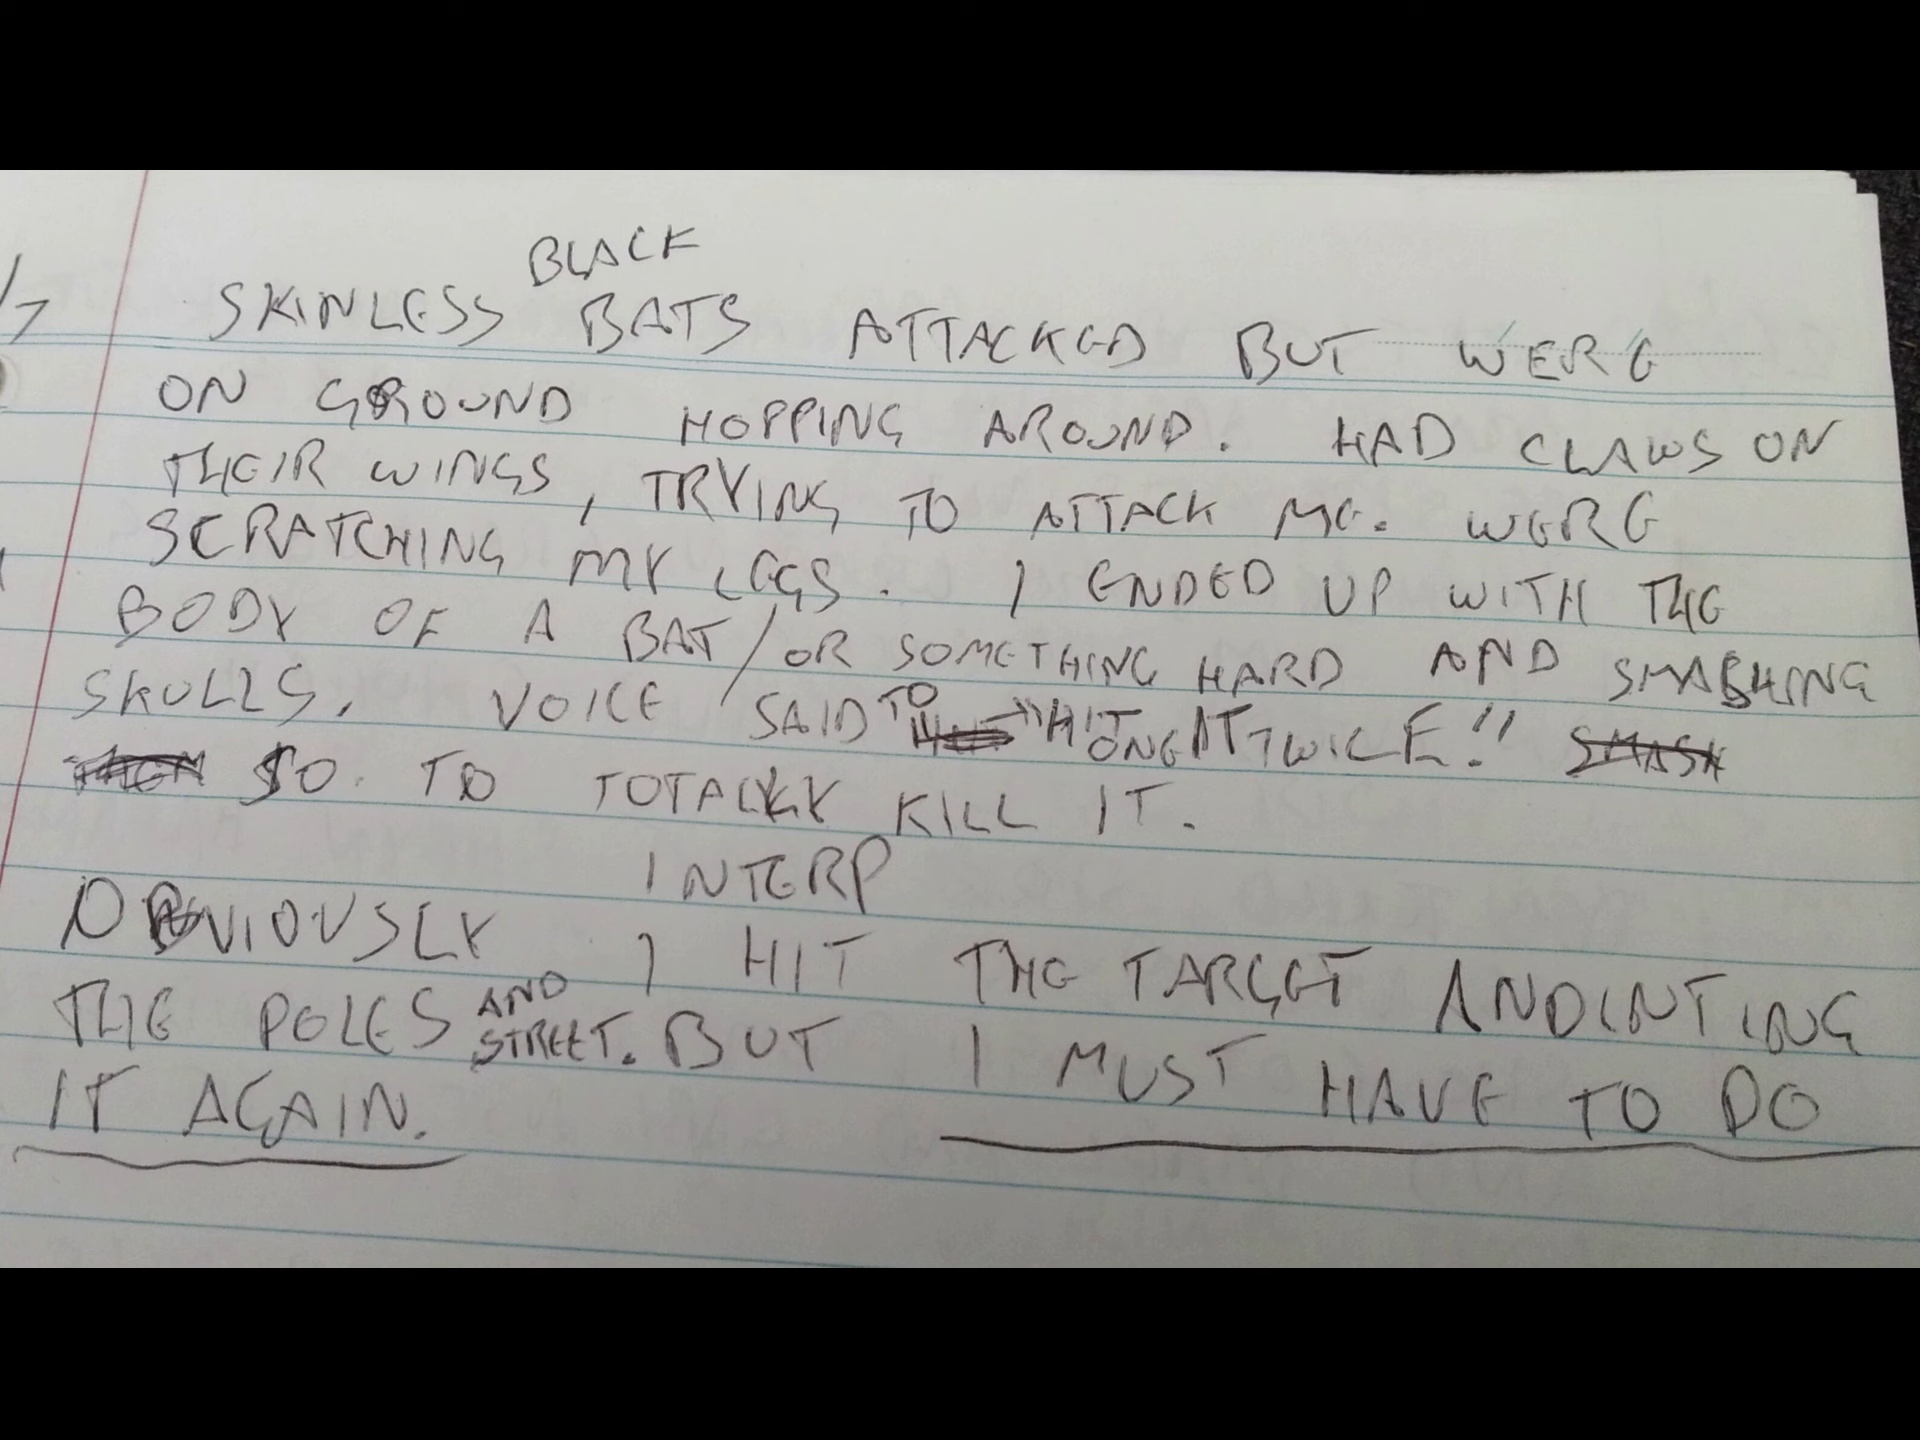 BLACK
SKINLESS BATS ATTACKED BUT WERE
ON GROUND HOPPING AROUND. HAD CLAWS ON
THEIR WINGS, TRYING TO ATTACK ME. WERE
SCRATCHING MY LEGS. I ENDED UP WITH THE
BODY OF A BAT/OR SOMETHING HARD AND SMASHING
SKULLS. VOICE SAID TO "HIT ONE IT TWICE!" SMASH
THEM SO TO TOTALLY KILL IT.
INTERP
OBVIOUSLY I HIT THE TARGET ANOINTING
THE POLES AND STREET. BUT I MUST HAVE TO DO
IT AGAIN.